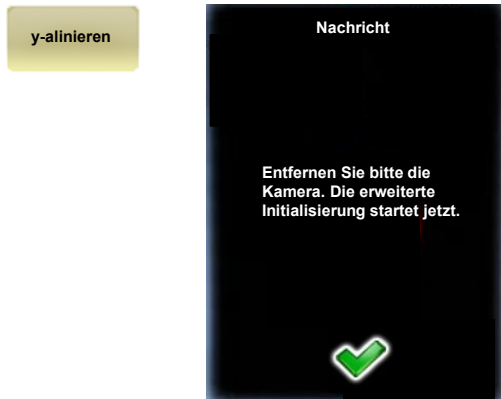 y-alinieren
Nachricht
Entfernen Sie bitte die
Kamera. Die erweiterte
Initialisierung startet jetzt.